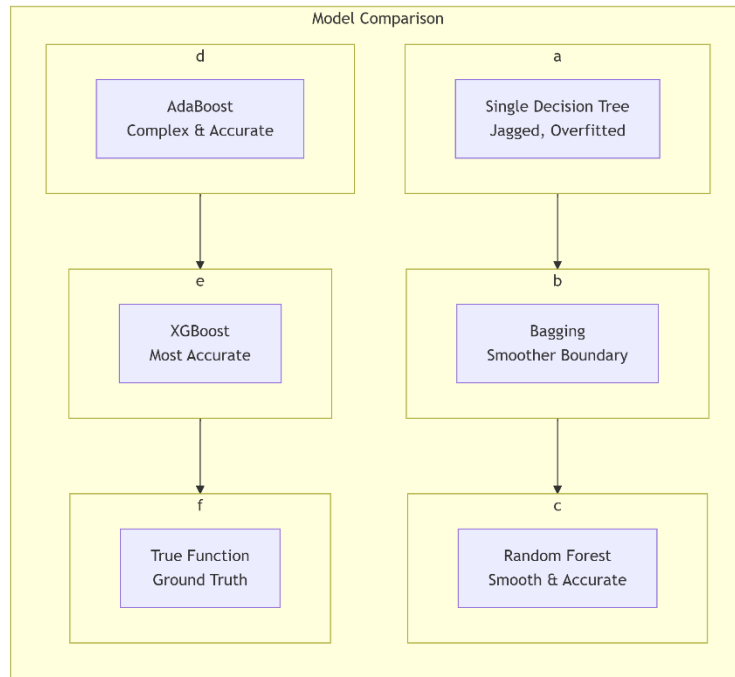 Model Comparison
d
AdaBoost
Complex & Accurate
a
Single Decision Tree
Jagged, Overfitted
e
XGBoost
Most Accurate
b
Bagging
Smoother Boundary
f
True Function
Ground Truth
c
Random Forest
Smooth & Accurate